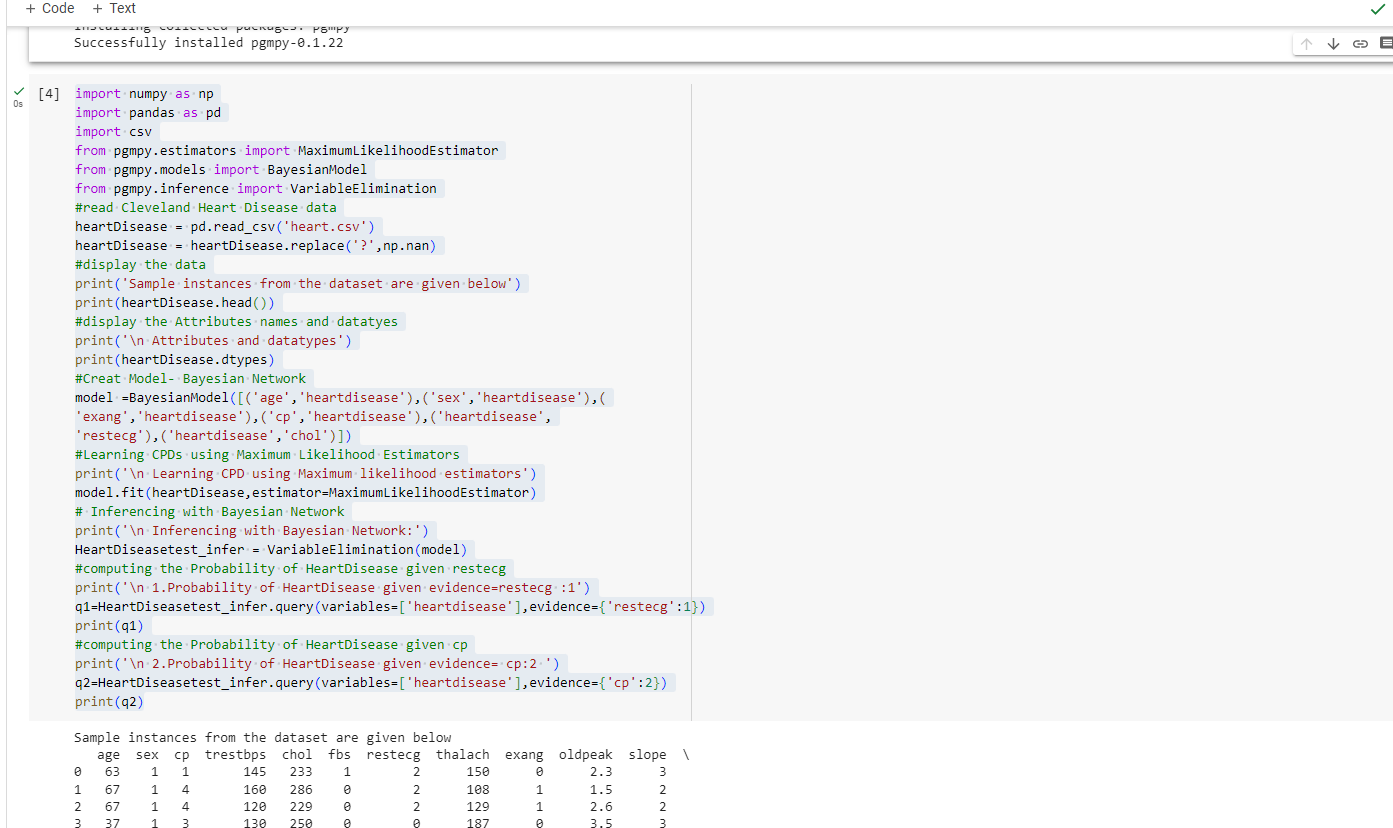 + Code + Text
Installing collected packages: pgmpy
Successfully installed pgmpy-0.1.22
0s
[4] import numpy as np
import pandas as pd
import csv
from pgmpy.estimators import MaximumLikelihoodEstimator
from pgmpy.models import BayesianModel
from pgmpy.inference import VariableElimination
#read Cleveland Heart Disease data
heartDisease = pd.read_csv('heart.csv')
heartDisease = heartDisease.replace('?',np.nan)
#display the data
print('Sample instances from the dataset are given below')
print(heartDisease.head())
#display the Attributes names and datatyes
print('\n Attributes and datatypes')
print(heartDisease.dtypes)
#Creat Model- Bayesian Network
model =BayesianModel([('age','heartdisease'),('sex','heartdisease'),(
'exang','heartdisease'),('cp','heartdisease'),('heartdisease',
'restecg'),('heartdisease','chol')])
#Learning CPDs using Maximum Likelihood Estimators
print('\n Learning CPD using Maximum likelihood estimators')
model.fit(heartDisease,estimator=MaximumLikelihoodEstimator)
# Inferencing with Bayesian Network
print('\n Inferencing with Bayesian Network:')
HeartDiseasetest_infer = VariableElimination(model)
#computing the Probability of HeartDisease given restecg
print('\n 1.Probability of HeartDisease given evidence=restecg :1')
q1=HeartDiseasetest_infer.query(variables=['heartdisease'],evidence={'restecg':1})
print(q1)
#computing the Probability of HeartDisease given cp
print('\n 2.Probability of HeartDisease given evidence= cp:2 ')
q2=HeartDiseasetest_infer.query(variables=['heartdisease'],evidence={'cp':2})
print(q2)
Sample instances from the dataset are given below
age sex cp trestbps chol fbs restecg thalach exang oldpeak slope \
0 63 1 1 145 233 1 2 150 0 2.3 3
1 67 1 4 160 286 0 2 108 1 1.5 2
2 67 1 4 120 229 0 2 129 1 2.6 2
3 37 1 3 130 250 0 0 187 0 3.5 3